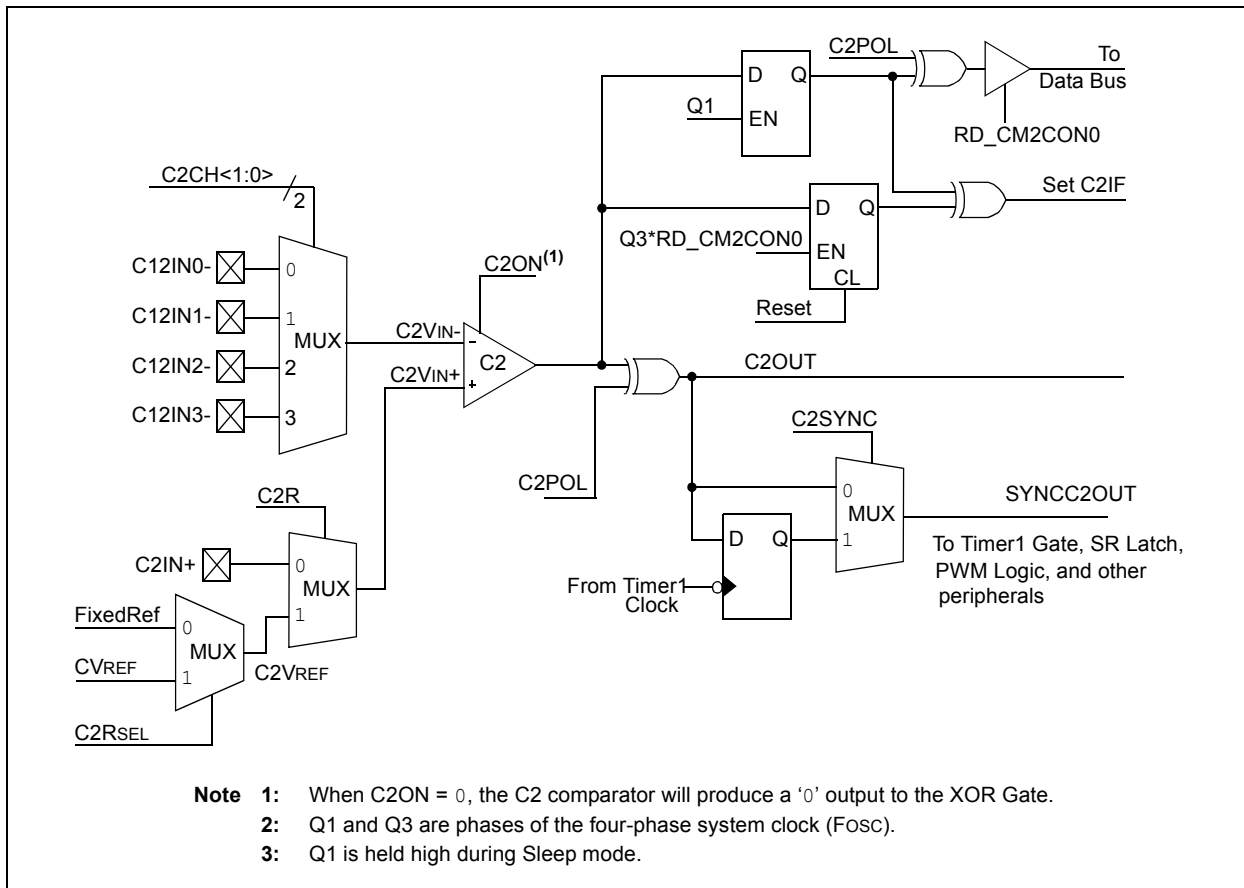 C2POL
To
Data Bus
D Q
Q1
EN
RD_CM2CON0
C2CH<1:0>
2
Set C2IF
D Q
Q3*RD_CM2CON0
EN
CL
Reset
C12IN0-
0
C2ON(1)
C12IN1-
1
MUX
C2VIN-
-
C2
C12IN2-
2
C2VIN+
+
C12IN3-
3
C2OUT
C2SYNC
C2POL
0
MUX
1
SYNCC2OUT
D Q
To Timer1 Gate, SR Latch,
PWM Logic, and other
peripherals
From Timer1
Clock
C2R
C2IN+
0
MUX
1
FixedRef
0
MUX
CVREF
1
C2VREF
C2RSEL
Note 1: When C2ON = 0, the C2 comparator will produce a ‘0’ output to the XOR Gate.
2: Q1 and Q3 are phases of the four-phase system clock (FOSC).
3: Q1 is held high during Sleep mode.